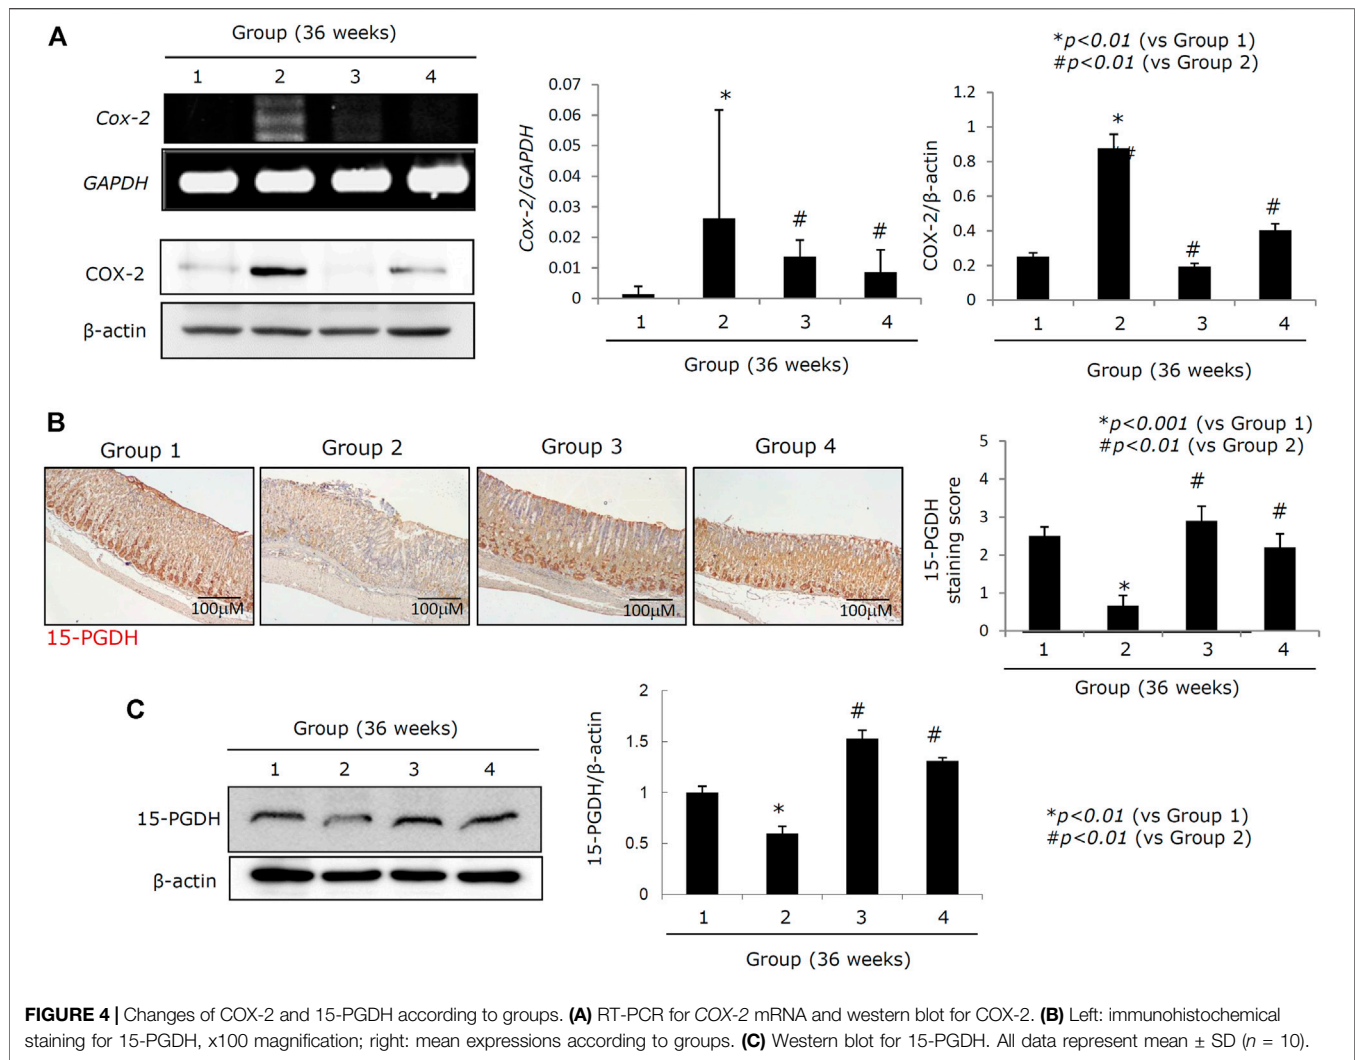 A
Group (36 weeks)
1 2 3 4
Cox-2
GAPDH
COX-2
β-actin
0.07
0.06
0.05
0.04
0.03
0.02
0.01
0
Cox-2/GAPDH
*
#
#
1 2 3 4
Group (36 weeks)
*p<0.01 (vs Group 1)
#p<0.01 (vs Group 2)
1.2
1
0.8
0.6
0.4
0.2
0
COX-2/β-actin
*
#
#
#
1 2 3 4
Group (36 weeks)
B
Group 1 Group 2 Group 3 Group 4
100μM 100μM 100μM 100μM
15-PGDH
*p<0.001 (vs Group 1)
#p<0.01 (vs Group 2)
5
4
3
2
1
0
15-PGDH
staining score
*
#
#
1 2 3 4
Group (36 weeks)
C
Group (36 weeks)
1 2 3 4
15-PGDH
β-actin
2
1.5
1
0.5
0
15-PGDH/β-actin
*
#
#
1 2 3 4
Group (36 weeks)
*p<0.01 (vs Group 1)
#p<0.01 (vs Group 2)
FIGURE 4 | Changes of COX-2 and 15-PGDH according to groups. (A) RT-PCR for COX-2 mRNA and western blot for COX-2. (B) Left: immunohistochemical
staining for 15-PGDH, x100 magnification; right: mean expressions according to groups. (C) Western blot for 15-PGDH. All data represent mean ± SD (n = 10).